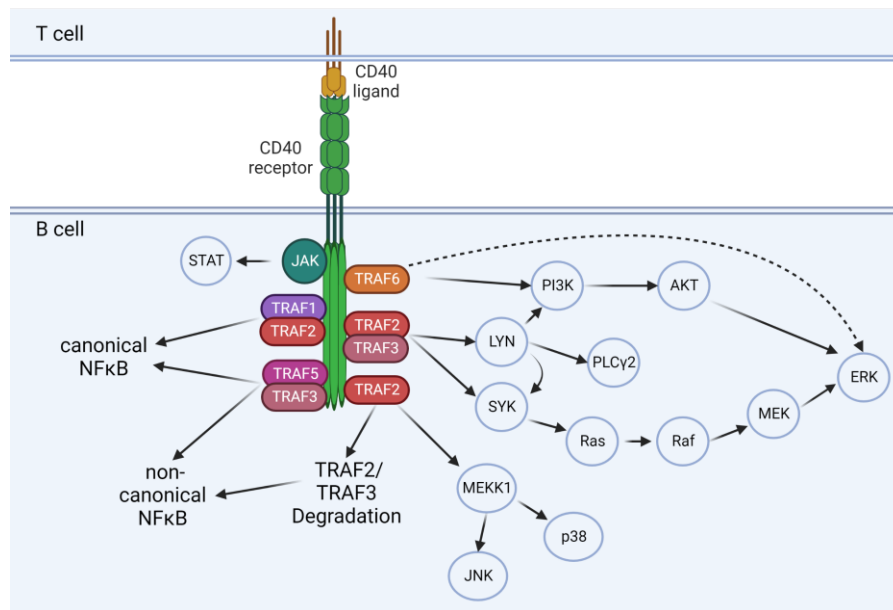 T cell
CD40
ligand
CD40
receptor
B cell
STAT
JAK
TRAF6
PI3K
AKT
TRAF1
TRAF2
TRAF2
TRAF3
LYN
PLCγ2
ERK
canonical
NFκB
TRAF5
TRAF3
TRAF2
SYK
MEK
Ras
Raf
non-
canonical
NFκB
TRAF2/
TRAF3
Degradation
MEKK1
p38
JNK